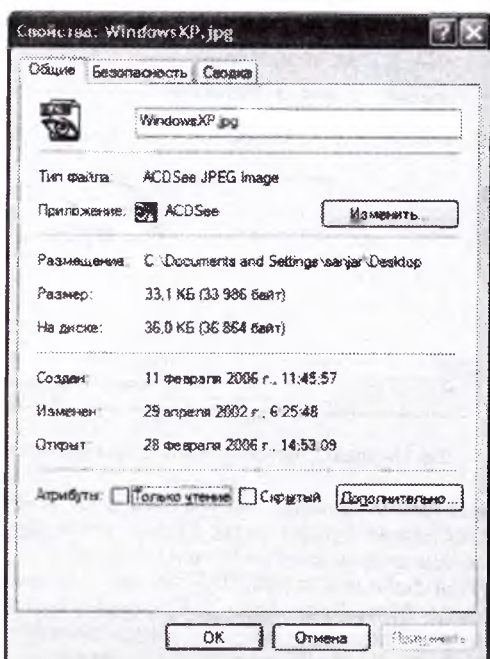 Свойства: WindowsXP.jpg
Общие Безопасность Сводка
WindowsXP.jpg
Тип файла: ACDSee JPEG Image
Приложение: ACDSee Изменить...
Размещение: C:\Documents and Settings\sanjar\Desktop
Размер: 33,1 КБ (33 986 байт)
На диске: 36,0 КБ (36 864 байт)
Создан: 11 февраля 2006 г., 11:45:57
Изменен: 29 апреля 2002 г., 6:25:48
Открыт: 28 февраля 2006 г., 14:53:09
Атрибуты: Только чтение Скрытый Дополнительно...
OK Отмена Применить